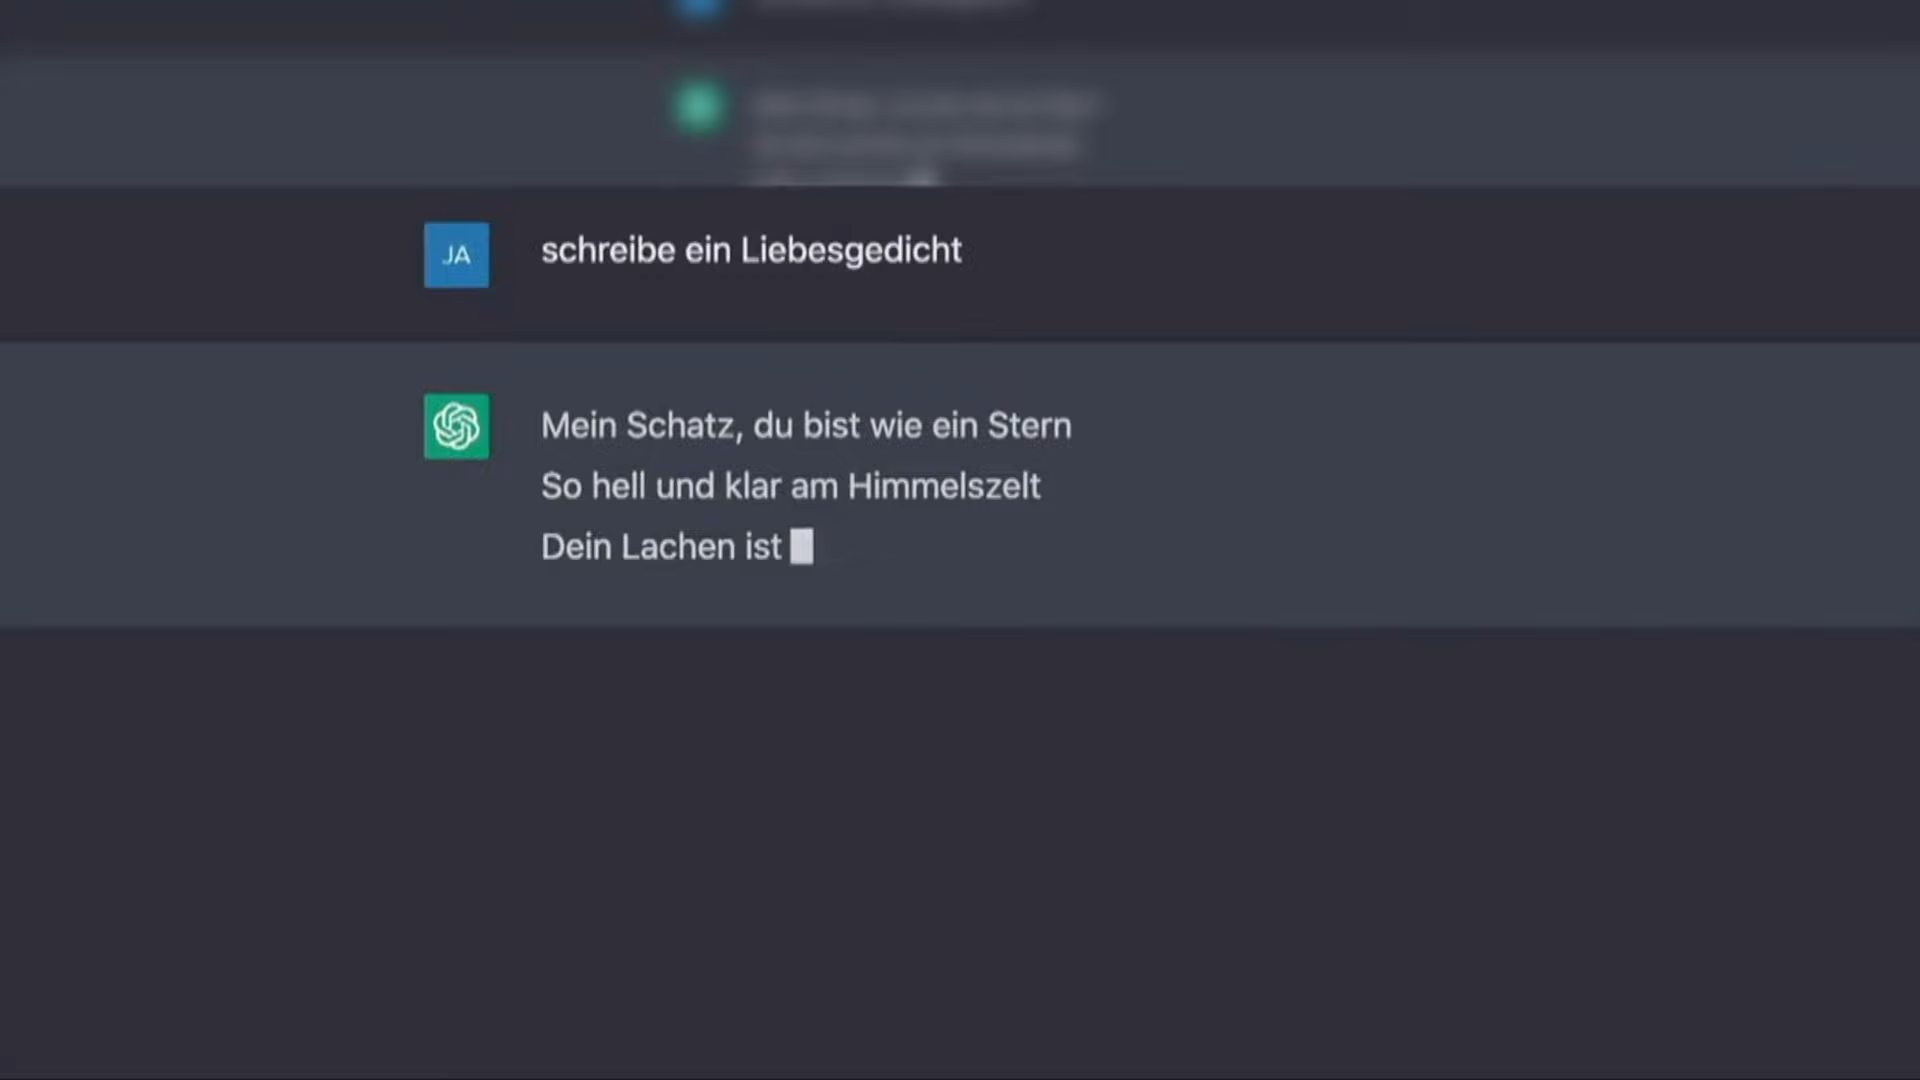 JA
schreibe ein Liebesgedicht
Mein Schatz, du bist wie ein Stern
So hell und klar am Himmelszelt
Dein Lachen ist